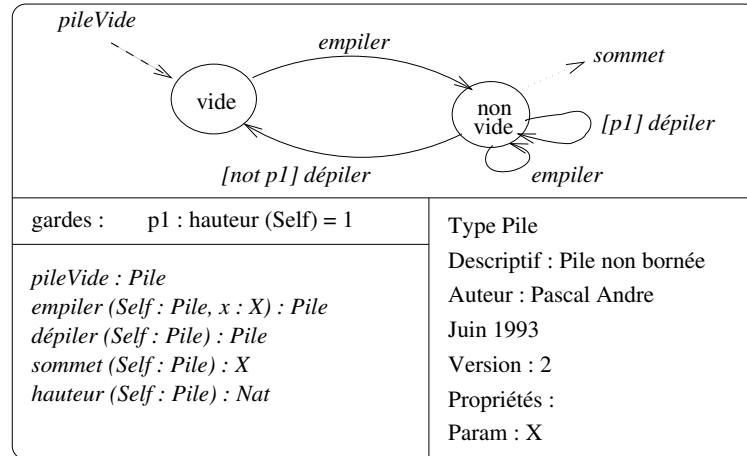 pileVide
empiler
sommet
vide
non
vide
[p1] dépiler
[not p1] dépiler
empiler
gardes : p1 : hauteur (Self) = 1
pileVide : Pile
empiler (Self : Pile, x : X) : Pile
dépiler (Self : Pile) : Pile
sommet (Self : Pile) : X
hauteur (Self : Pile) : Nat
Type Pile
Descriptif : Pile non bornée
Auteur : Pascal Andre
Juin 1993
Version : 2
Propriétés :
Param : X